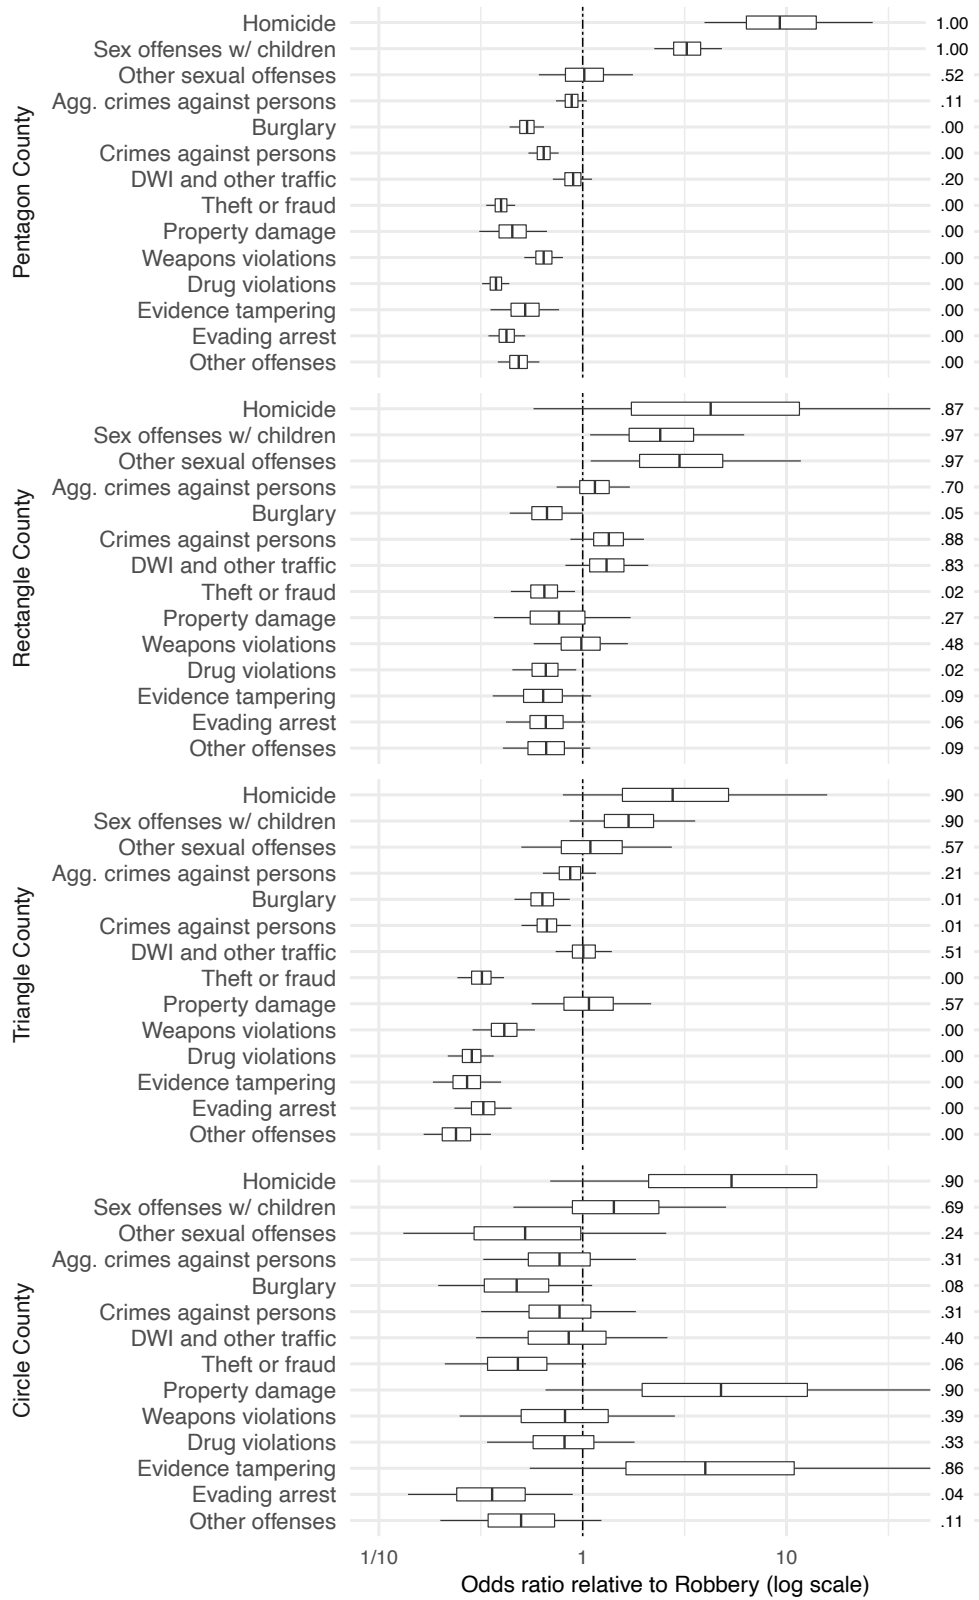 Pentagon County
Homicide 1.00
Sex offenses w/ children 1.00
Other sexual offenses .52
Agg. crimes against persons .11
Burglary .00
Crimes against persons .00
DWI and other traffic .20
Theft or fraud .00
Property damage .00
Weapons violations .00
Drug violations .00
Evidence tampering .00
Evading arrest .00
Other offenses .00
Rectangle County
Homicide .87
Sex offenses w/ children .97
Other sexual offenses .97
Agg. crimes against persons .70
Burglary .05
Crimes against persons .88
DWI and other traffic .83
Theft or fraud .02
Property damage .27
Weapons violations .48
Drug violations .02
Evidence tampering .09
Evading arrest .06
Other offenses .09
Triangle County
Homicide .90
Sex offenses w/ children .90
Other sexual offenses .57
Agg. crimes against persons .21
Burglary .01
Crimes against persons .01
DWI and other traffic .51
Theft or fraud .00
Property damage .57
Weapons violations .00
Drug violations .00
Evidence tampering .00
Evading arrest .00
Other offenses .00
Circle County
Homicide .90
Sex offenses w/ children .69
Other sexual offenses .24
Agg. crimes against persons .31
Burglary .08
Crimes against persons .31
DWI and other traffic .40
Theft or fraud .06
Property damage .90
Weapons violations .39
Drug violations .33
Evidence tampering .86
Evading arrest .04
Other offenses .11
1/10 1 10
Odds ratio relative to Robbery (log scale)